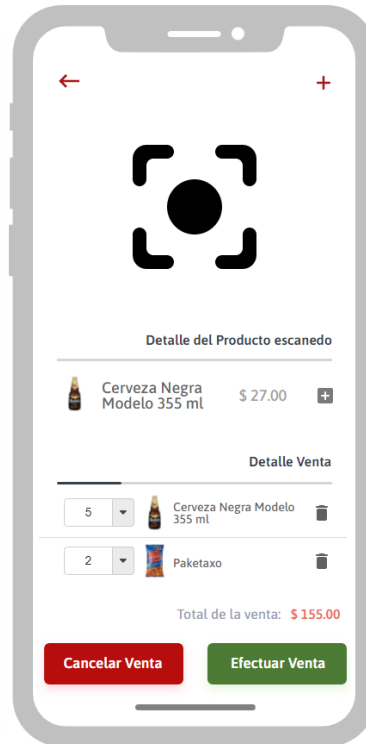 Detalle del Producto escanedo
Cerveza Negra
Modelo 355 ml
$ 27.00
Detalle Venta
5
Cerveza Negra Modelo
355 ml
2
Paketaxo
Total de la venta: $ 155.00
Cancelar Venta
Efectuar Venta